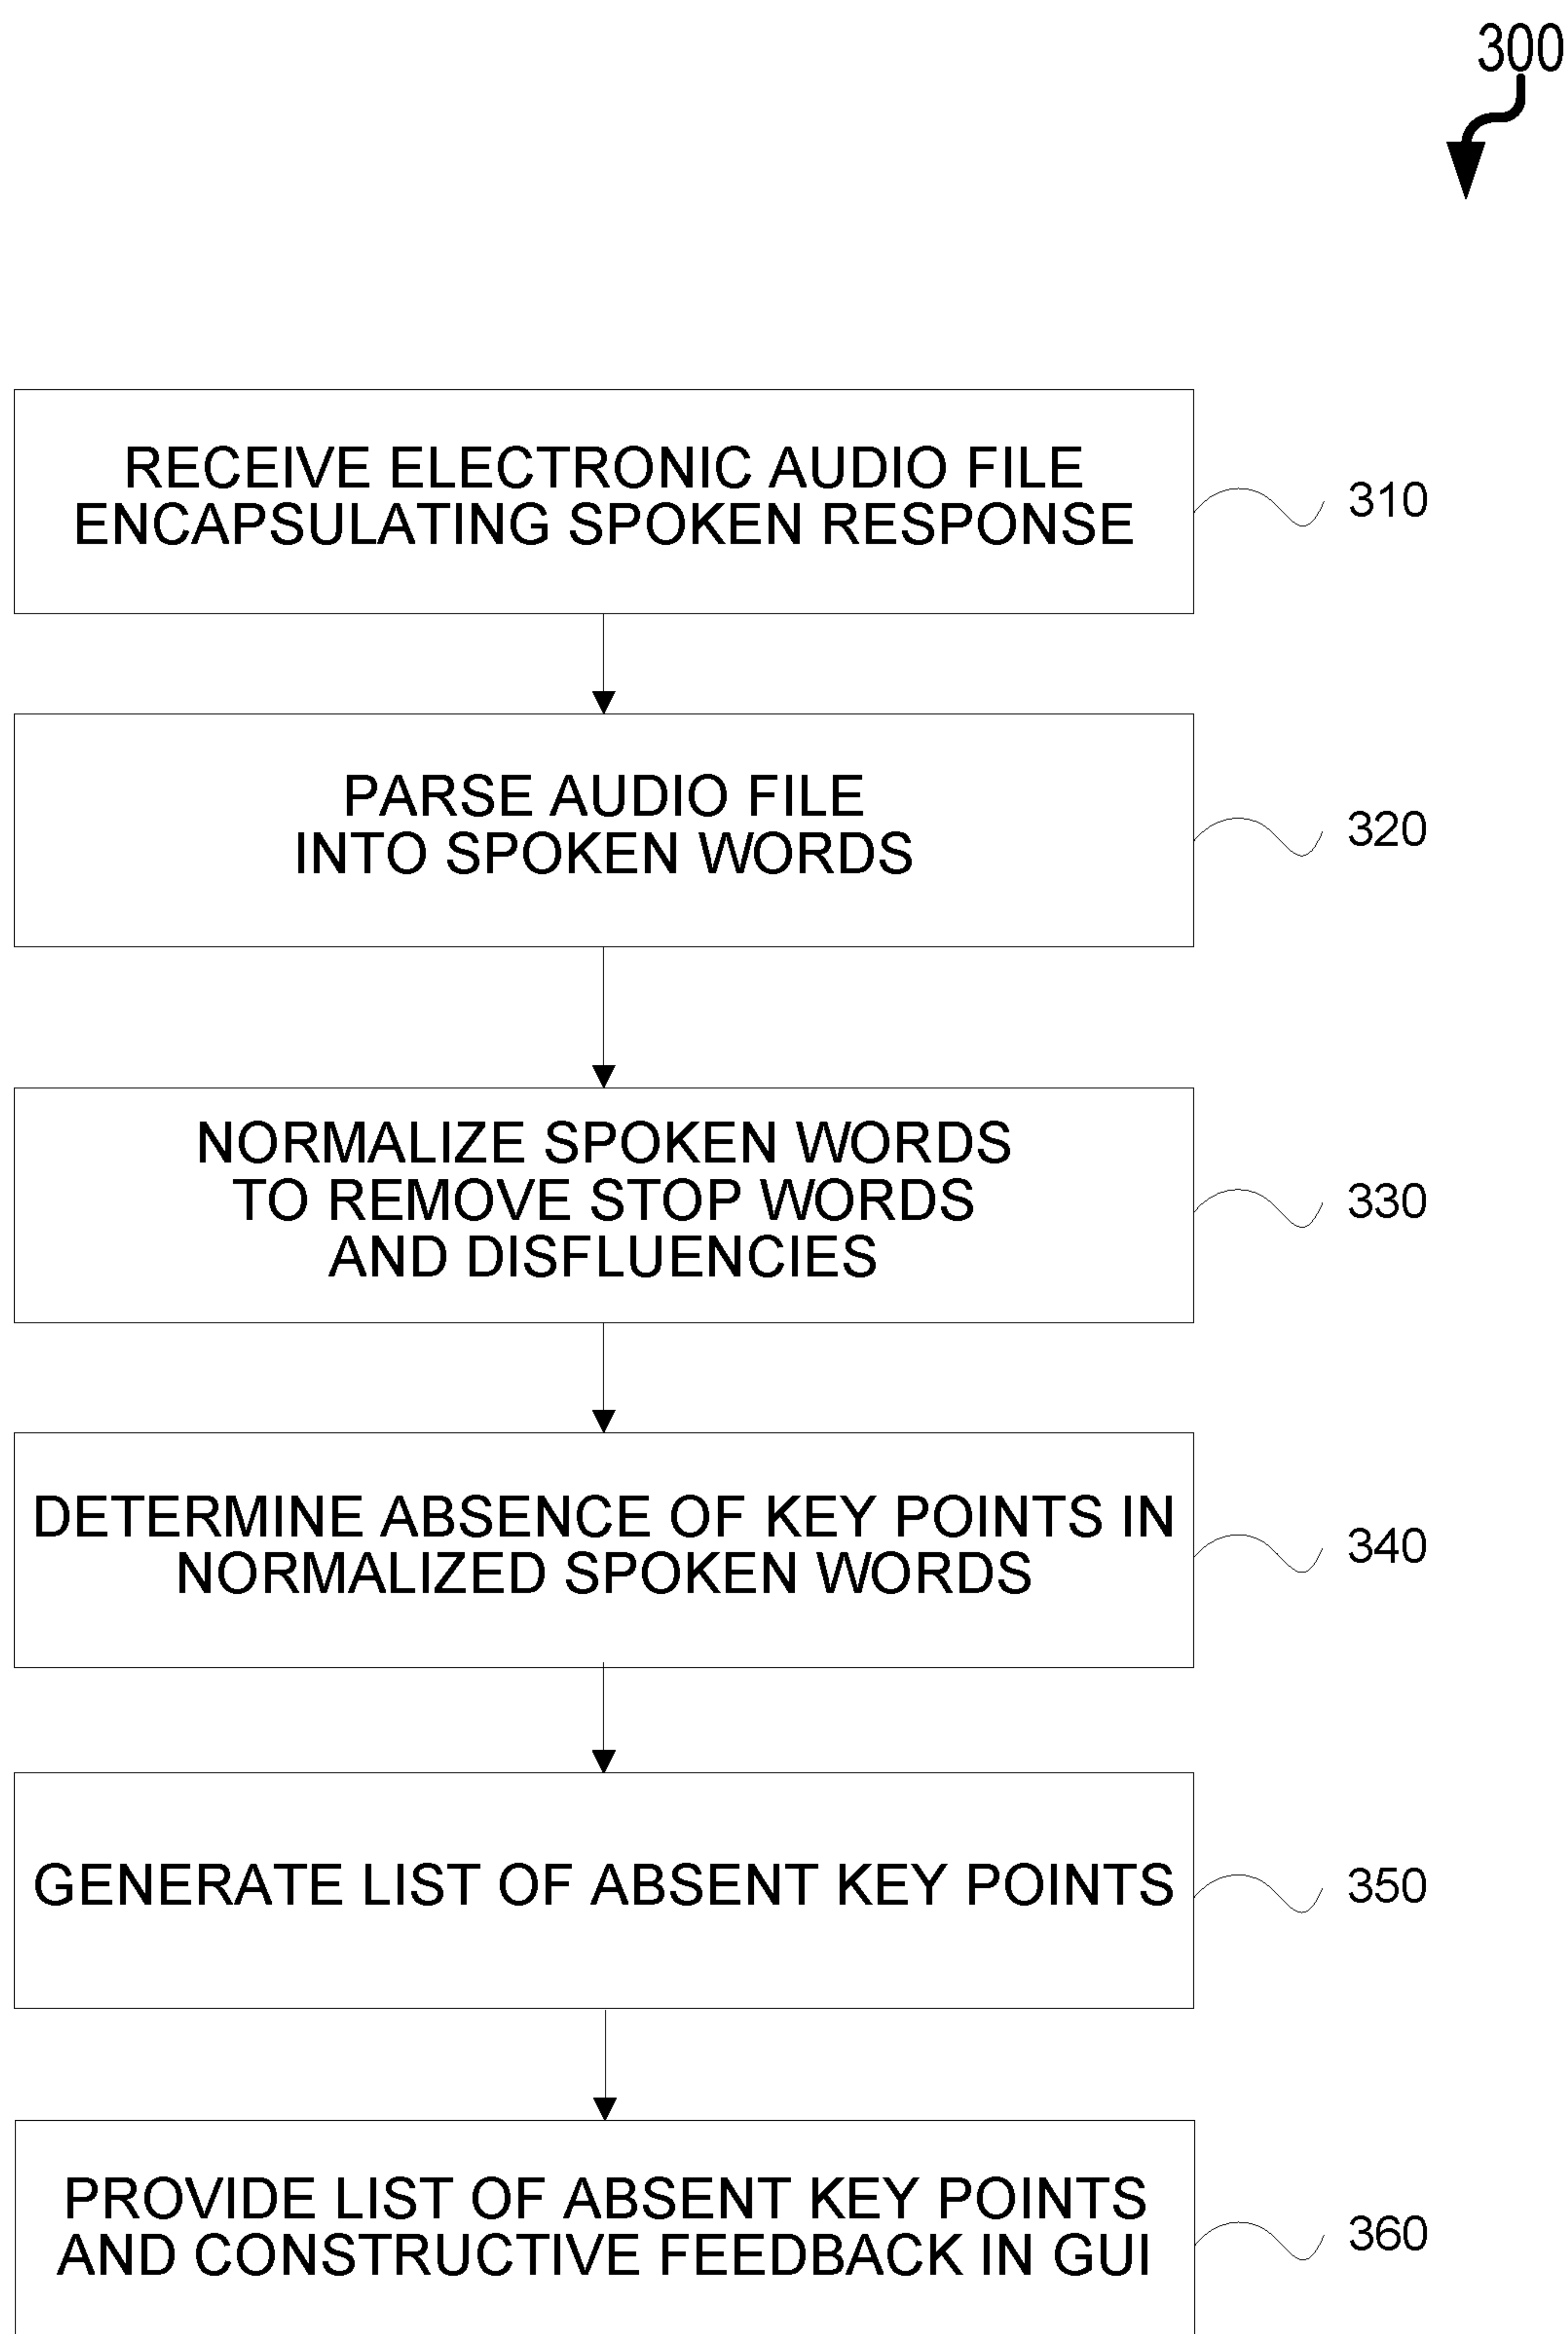 300
RECEIVE ELECTRONIC AUDIO FILE
ENCAPSULATING SPOKEN RESPONSE
310
PARSE AUDIO FILE
INTO SPOKEN WORDS
320
NORMALIZE SPOKEN WORDS
TO REMOVE STOP WORDS
AND DISFLUENCIES
330
DETERMINE ABSENCE OF KEY POINTS IN
NORMALIZED SPOKEN WORDS
340
GENERATE LIST OF ABSENT KEY POINTS
350
PROVIDE LIST OF ABSENT KEY POINTS
AND CONSTRUCTIVE FEEDBACK IN GUI
360